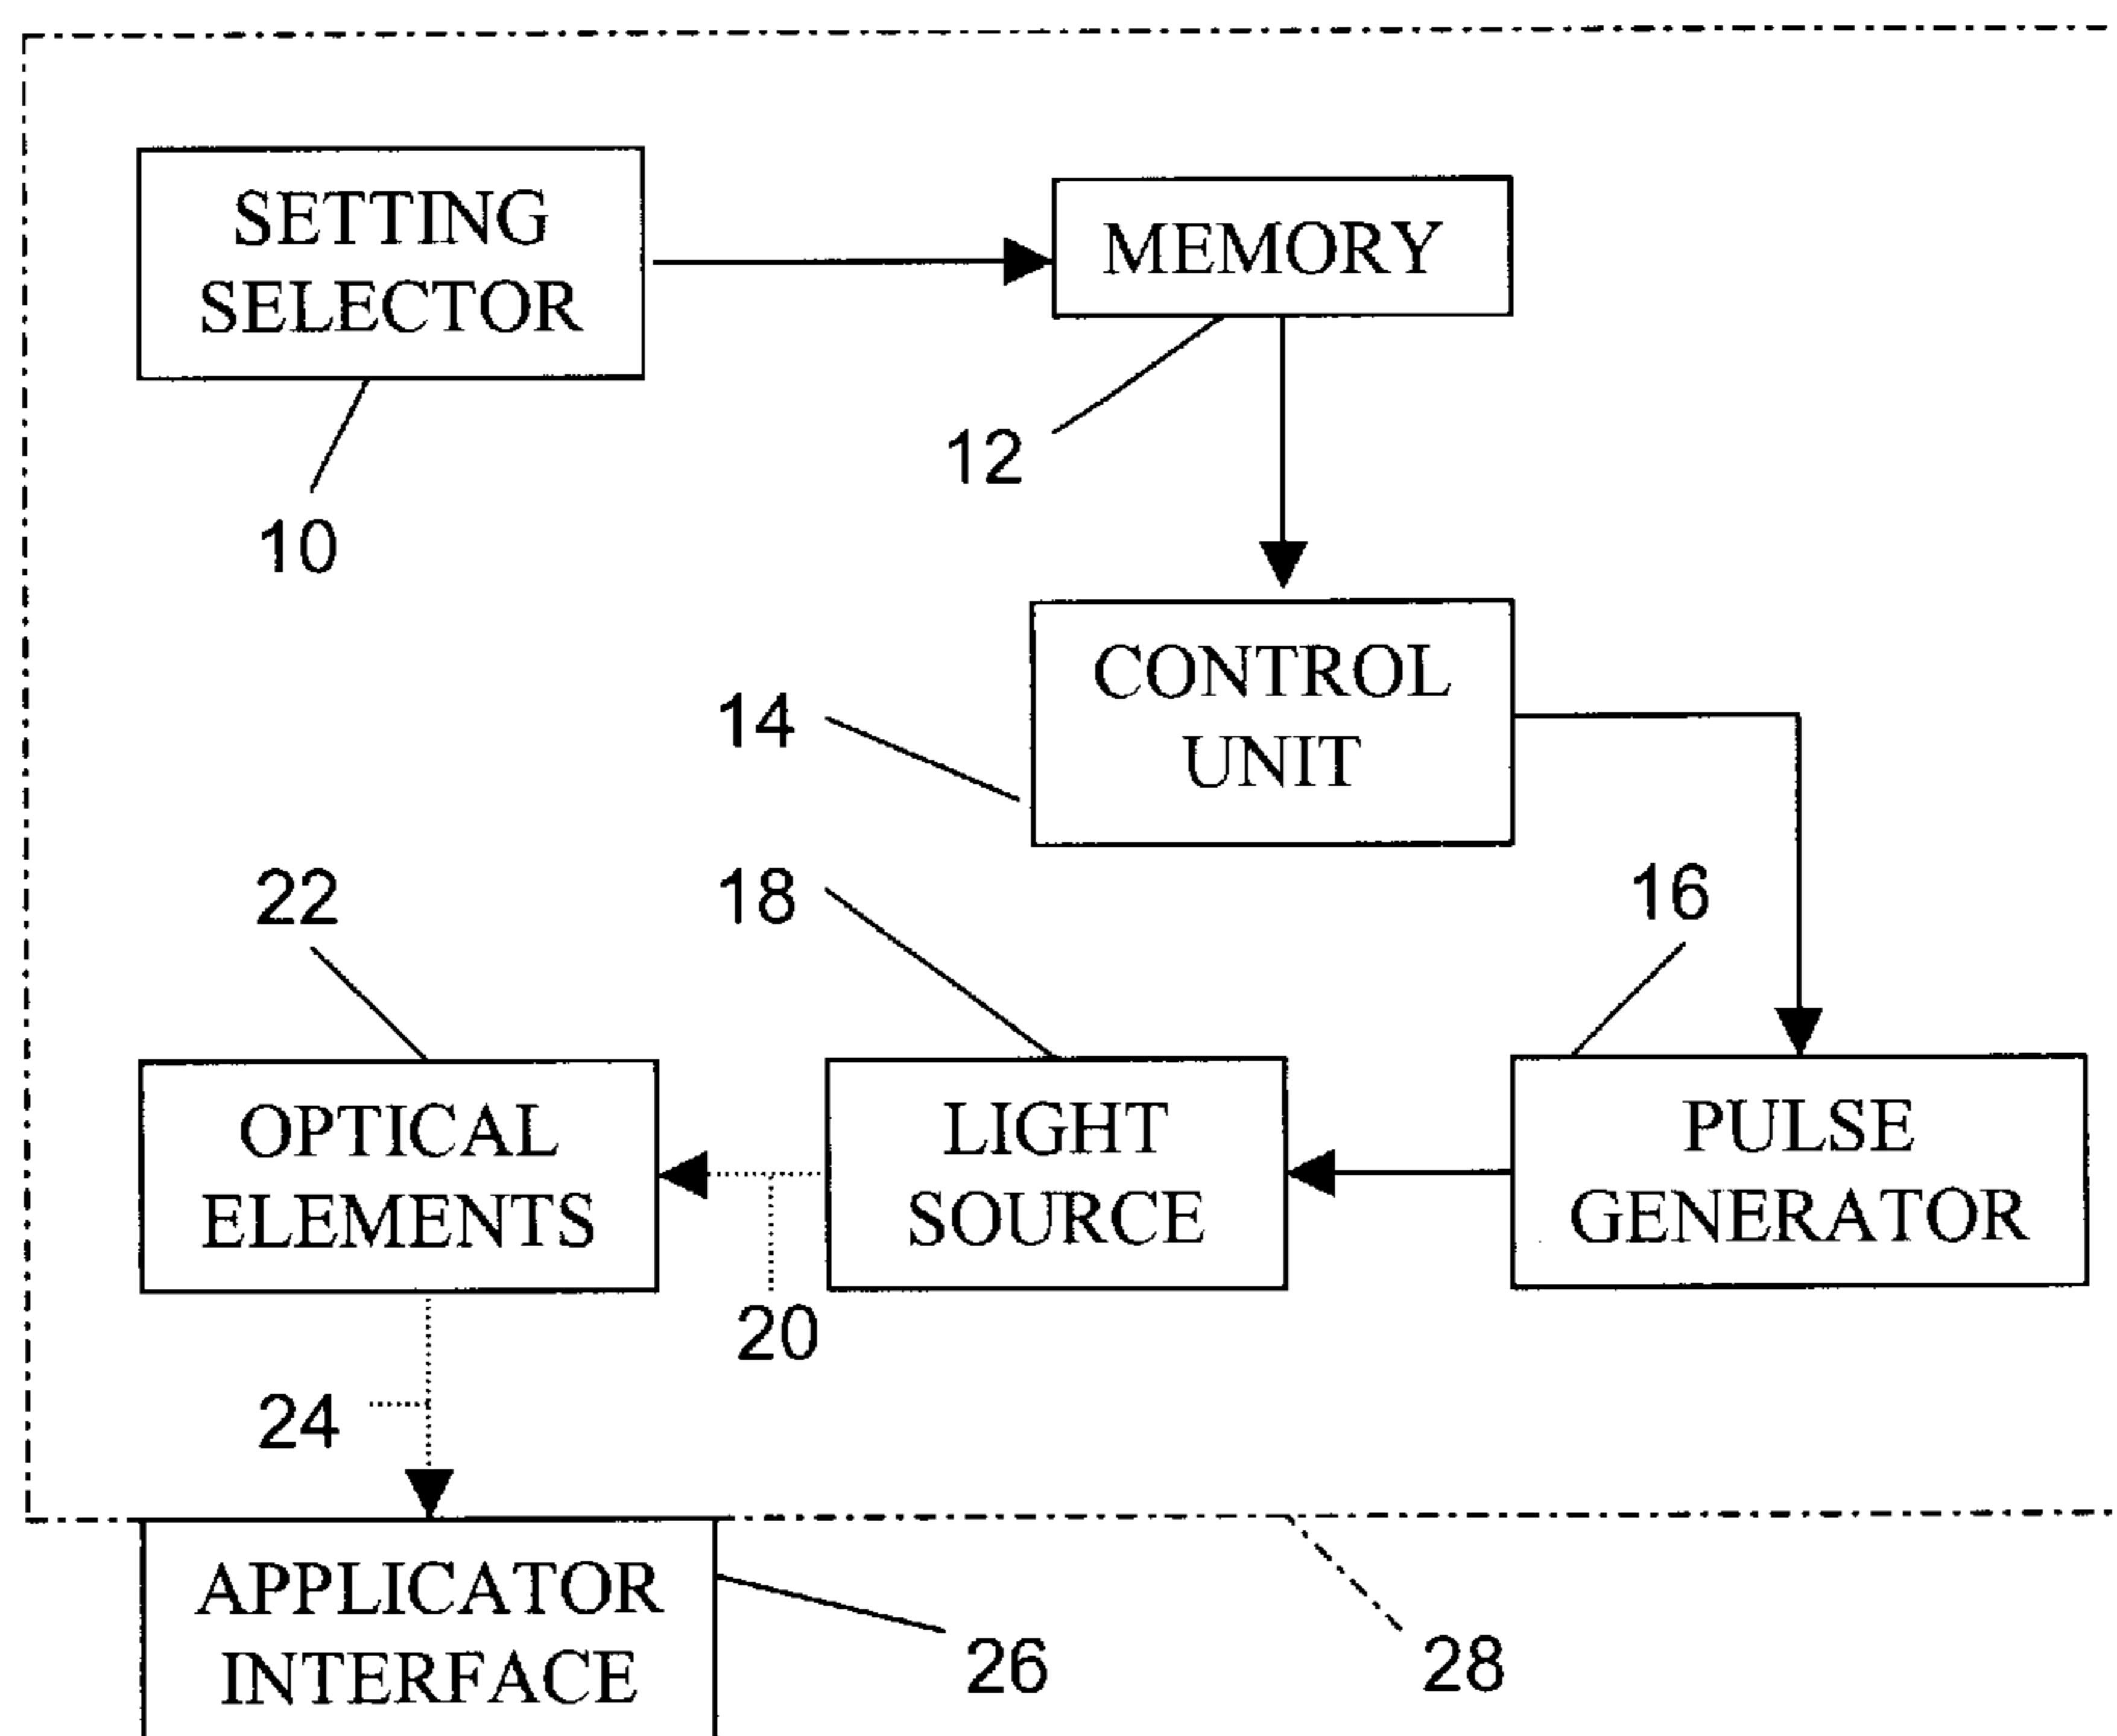 SETTING
SELECTOR
10
MEMORY
12
CONTROL
UNIT
14
22
18
16
OPTICAL
ELEMENTS
LIGHT
SOURCE
PULSE
GENERATOR
20
24
APPLICATOR
INTERFACE
26
28